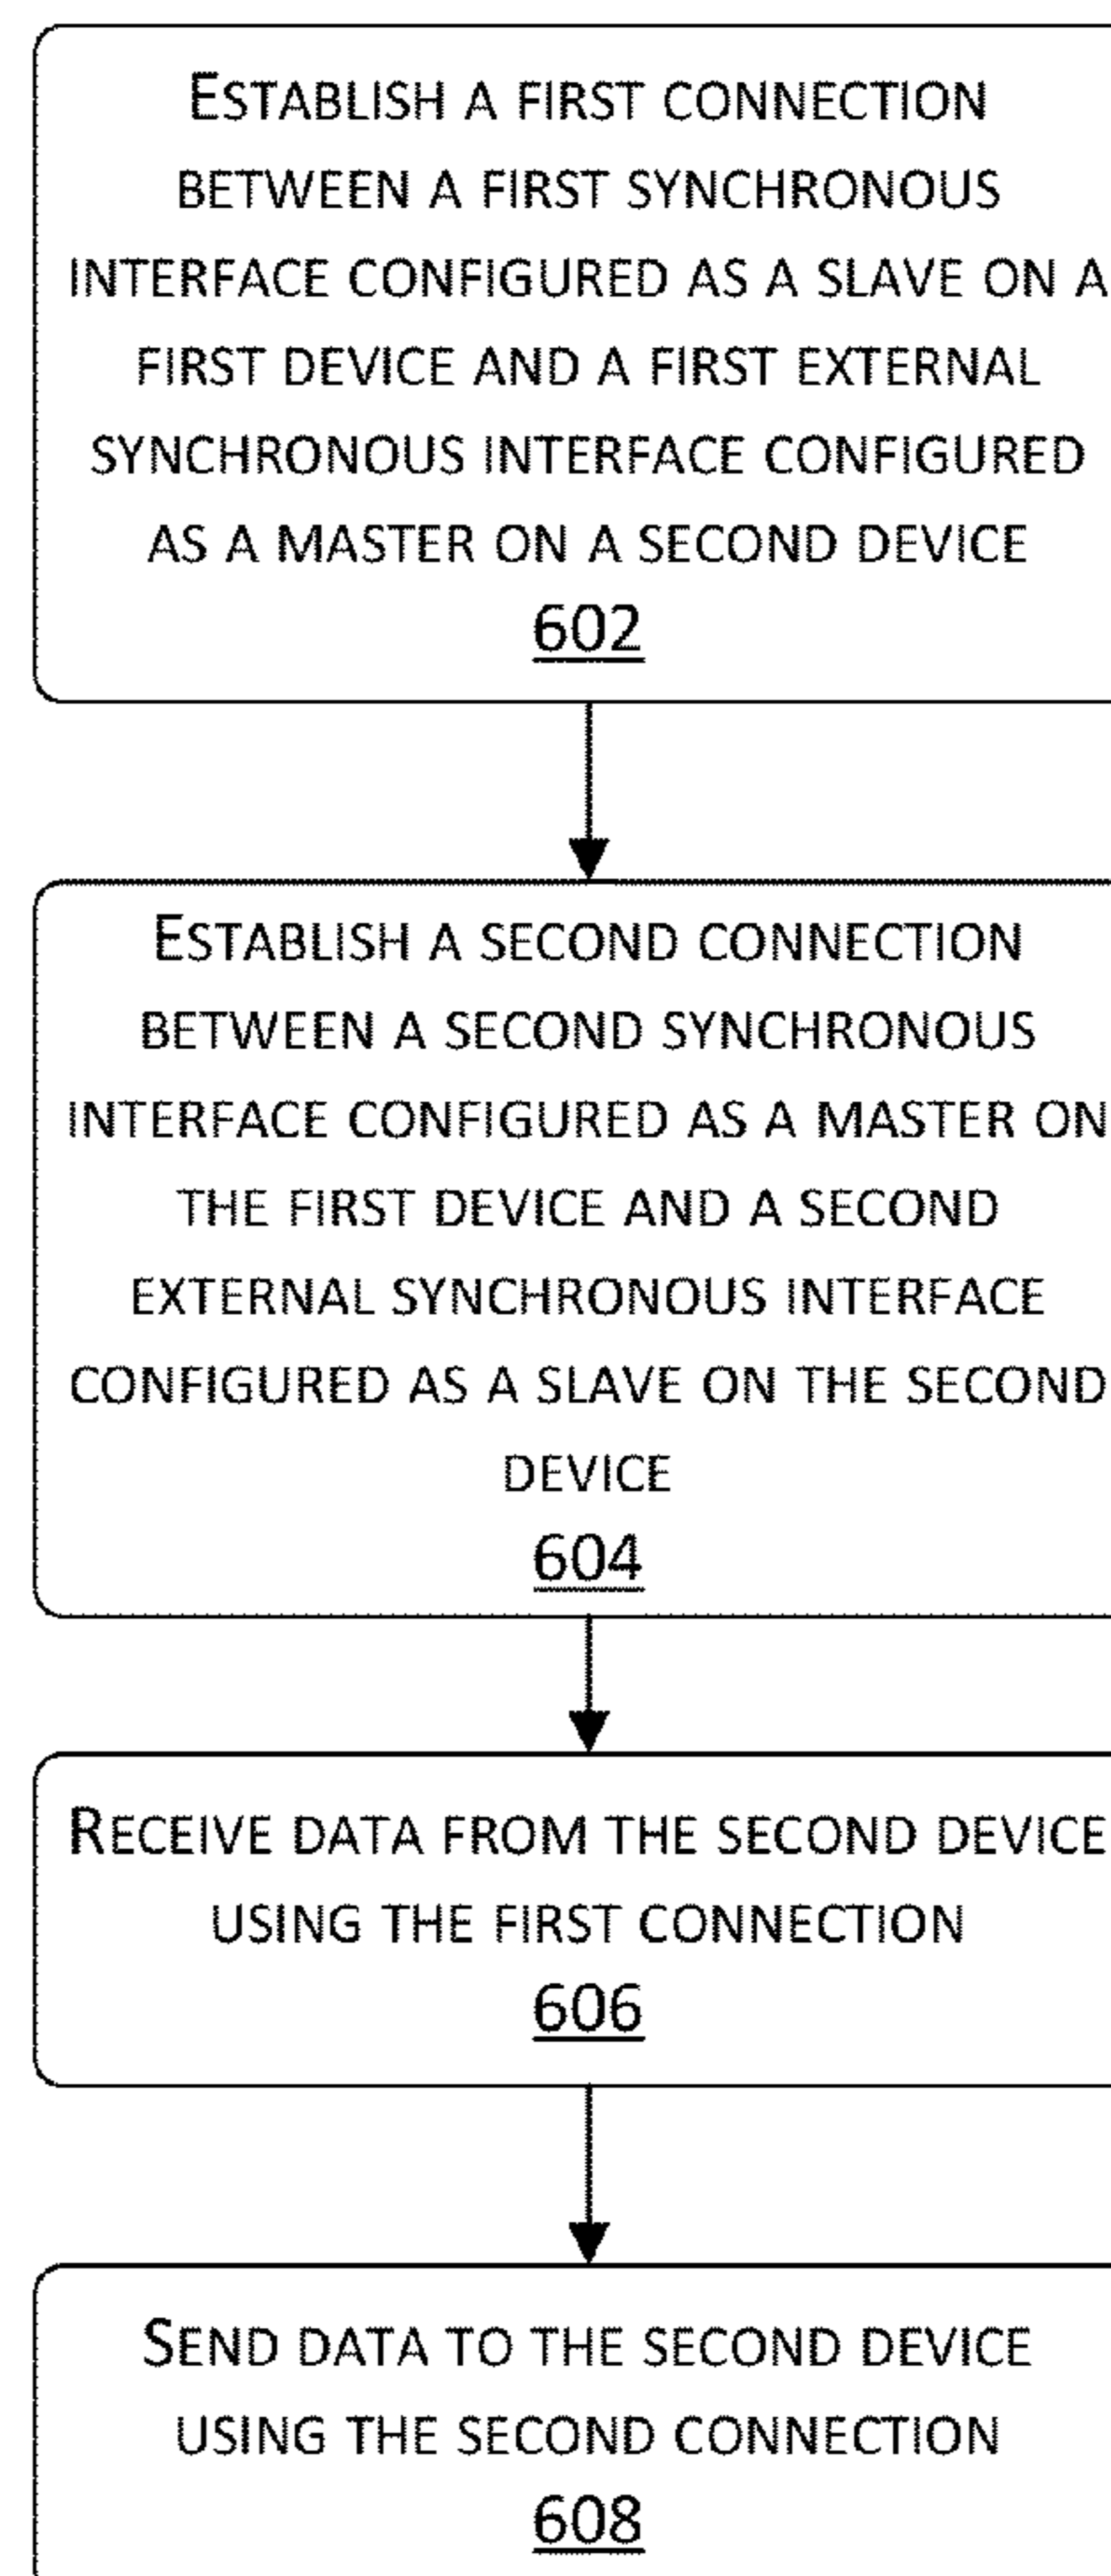 ESTABLISH A FIRST CONNECTION
BETWEEN A FIRST SYNCHRONOUS
INTERFACE CONFIGURED AS A SLAVE ON A
FIRST DEVICE AND A FIRST EXTERNAL
SYNCHRONOUS INTERFACE CONFIGURED
AS A MASTER ON A SECOND DEVICE
602
ESTABLISH A SECOND CONNECTION
BETWEEN A SECOND SYNCHRONOUS
INTERFACE CONFIGURED AS A MASTER ON
THE FIRST DEVICE AND A SECOND
EXTERNAL SYNCHRONOUS INTERFACE
CONFIGURED AS A SLAVE ON THE SECOND
DEVICE
604
RECEIVE DATA FROM THE SECOND DEVICE
USING THE FIRST CONNECTION
606
SEND DATA TO THE SECOND DEVICE
USING THE SECOND CONNECTION
608